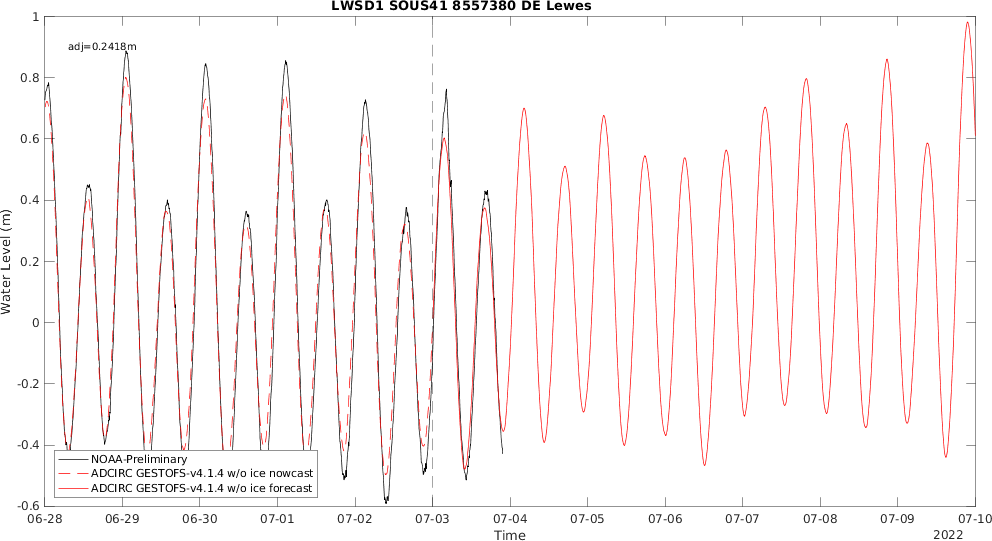 LWSD1 SOUS41 8557380 DE Lewes
adj=0.2418m
1
0.8
0.6
0.4
0.2
0
-0.2
-0.4
-0.6
Water Level (m)
NOAA-Preliminary
ADCIRC GESTOFS-v4.1.4 w/o ice nowcast
ADCIRC GESTOFS-v4.1.4 w/o ice forecast
06-28 06-29 06-30 07-01 07-02 07-03 07-04 07-05 07-06 07-07 07-08 07-09 07-10
Time
2022